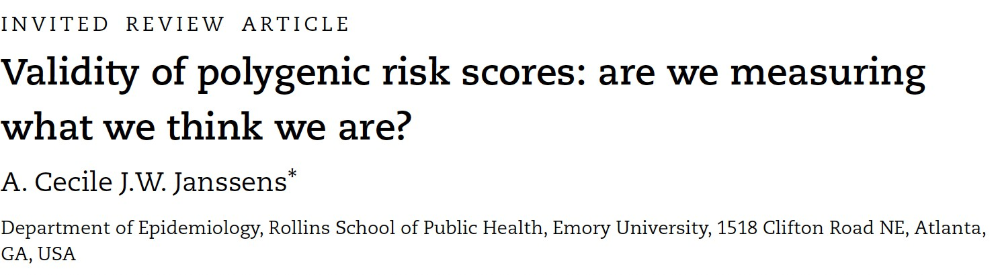 INVITED REVIEW ARTICLE
Validity of polygenic risk scores: are we measuring
what we think we are?
A. Cecile J.W. Janssens*
Department of Epidemiology, Rollins School of Public Health, Emory University, 1518 Clifton Road NE, Atlanta,
GA, USA